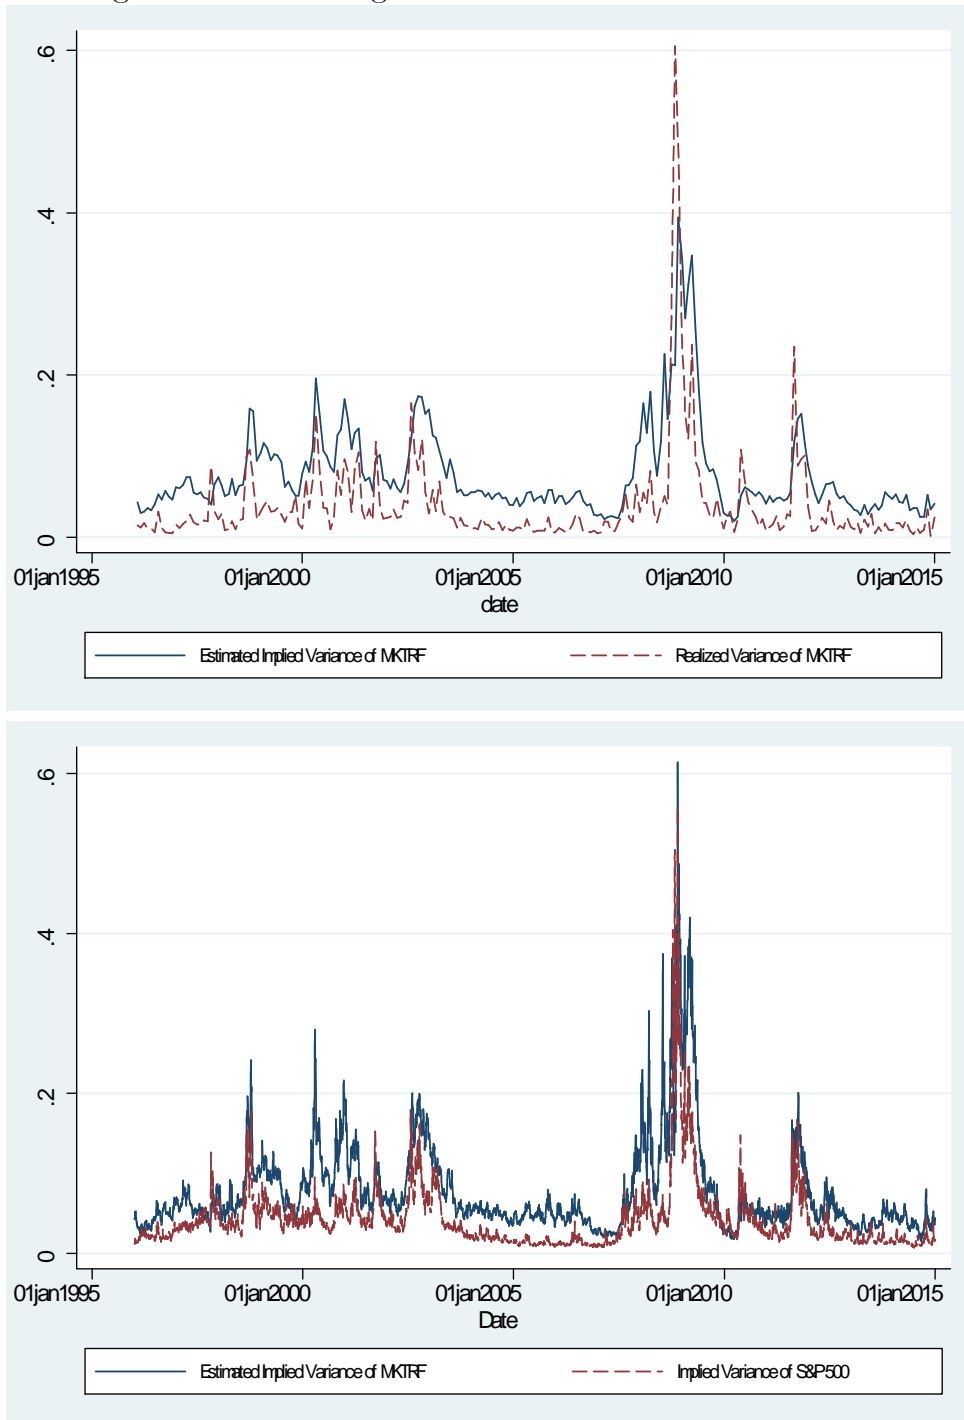 .6
.4
.2
0
01jan1995 01jan2000 01jan2005 01jan2010 01jan2015
date
Estimated Implied Variance of MKTRF Realized Variance of MKTRF
.6
.4
.2
0
01jan1995 01jan2000 01jan2005 01jan2010 01jan2015
Date
Estimated Implied Variance of MKTRF Implied Variance of S&P500